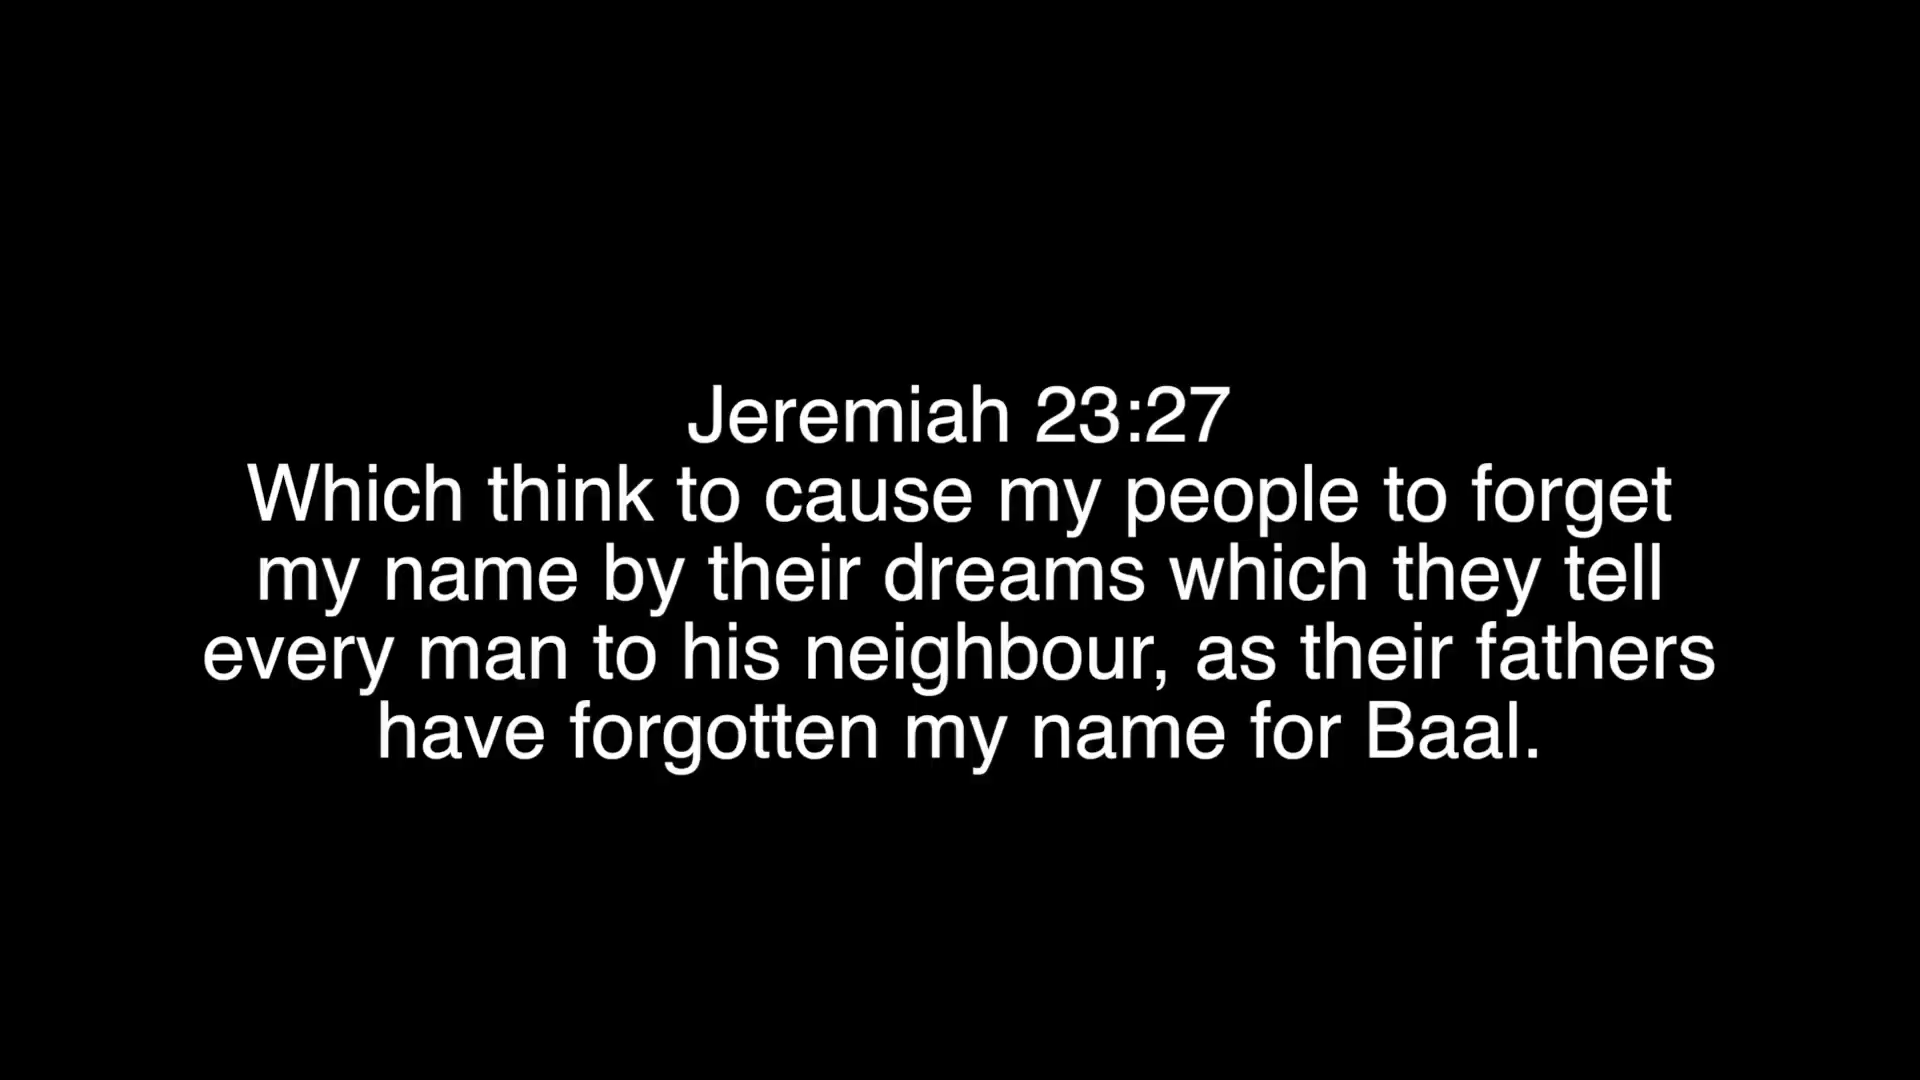 Jeremiah 23:27
Which think to cause my people to forget
my name by their dreams which they tell
every man to his neighbour, as their fathers
have forgotten my name for Baal.